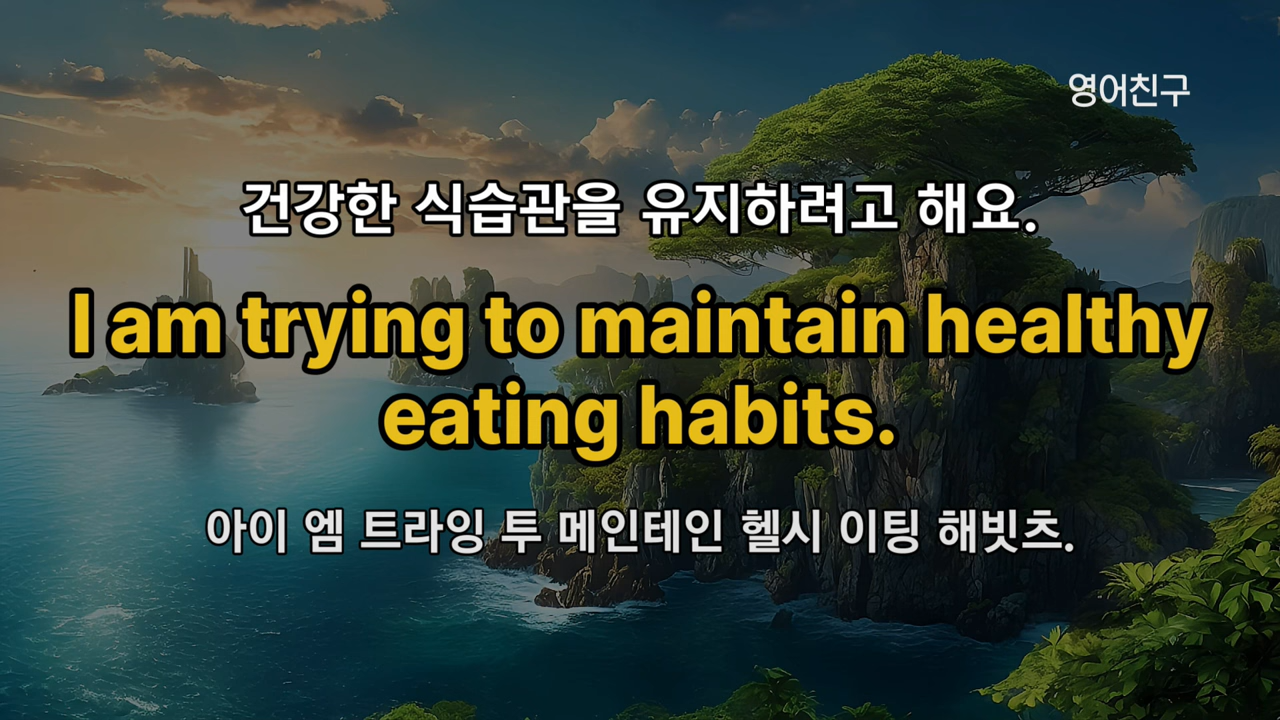 영어친구
건강한 식습관을 유지하려고 해요.
I am trying to maintain healthy
eating habits.
아이 엠 트라잉 투 메인테인 헬시 이팅 해빗츠.